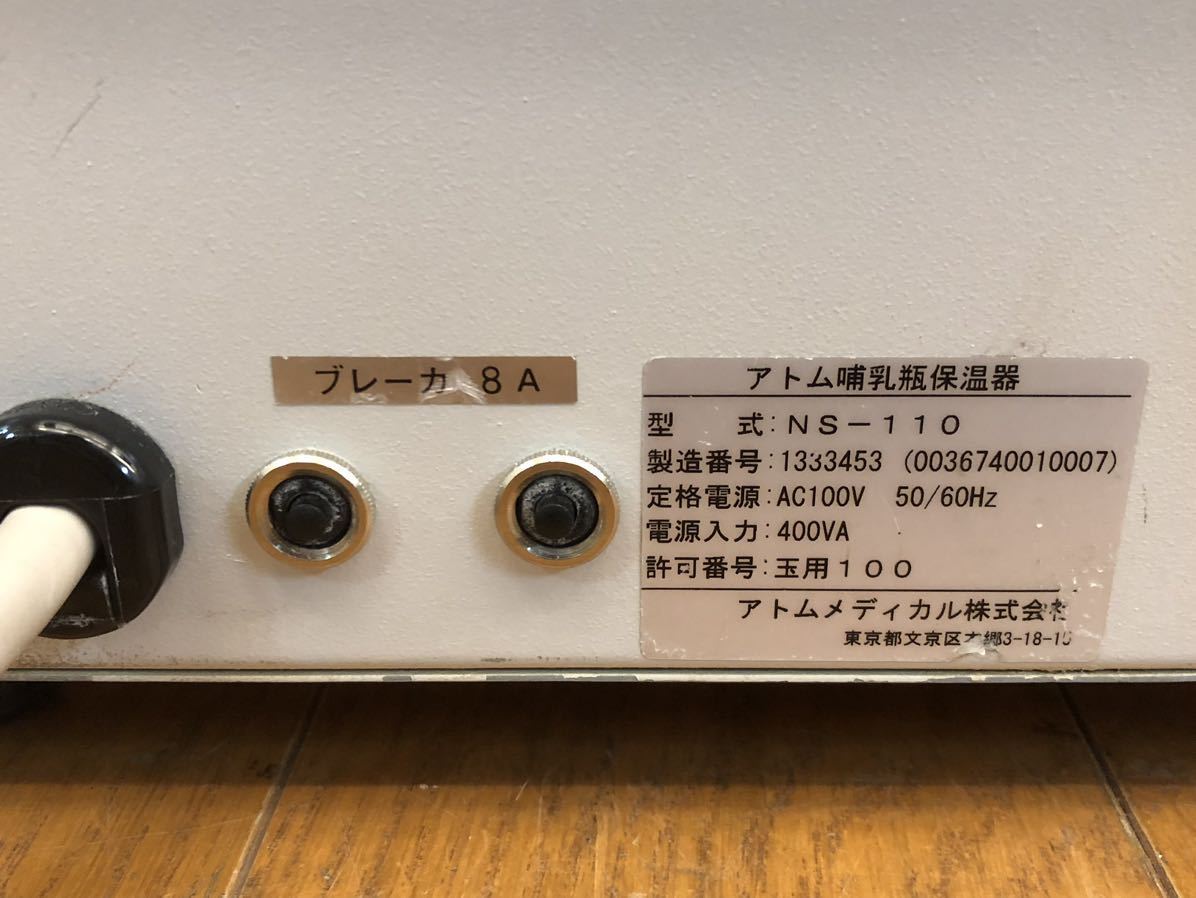 ブレーカ 8A
アトム哺乳瓶保温器
型　　式:NS-110
製造番号:1333453 (0036740010007)
定格電源:AC100V 50/60Hz
電源入力:400VA
許可番号:玉用100
アトムメディカル株式会社
東京都文京区本郷3-18-15